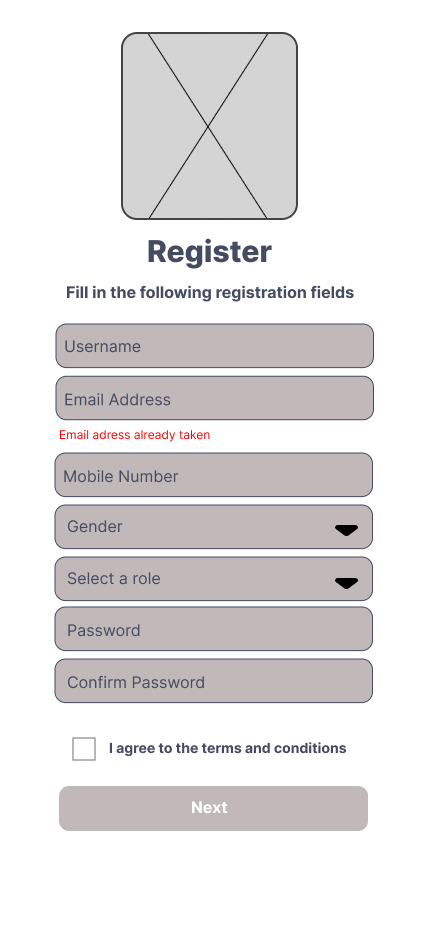 Register
Fill in the following registration fields
Username
Email Address
Email adress already taken
Mobile Number
Gender
Select a role
Password
Confirm Password
I agree to the terms and conditions
Next